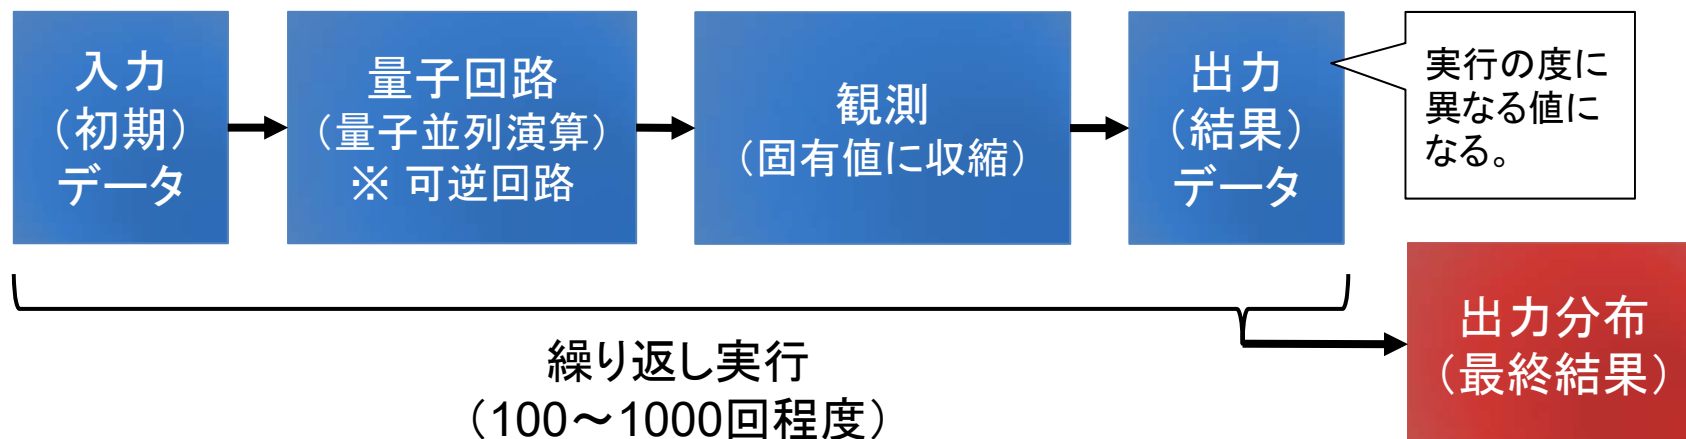 入力
（初期）
データ
量子回路
（量子並列演算）
※ 可逆回路
観測
（固有値に収縮）
出力
（結果）
データ
実行の度に
異なる値に
なる。
繰り返し実行
（100～1000回程度）
出力分布
（最終結果）